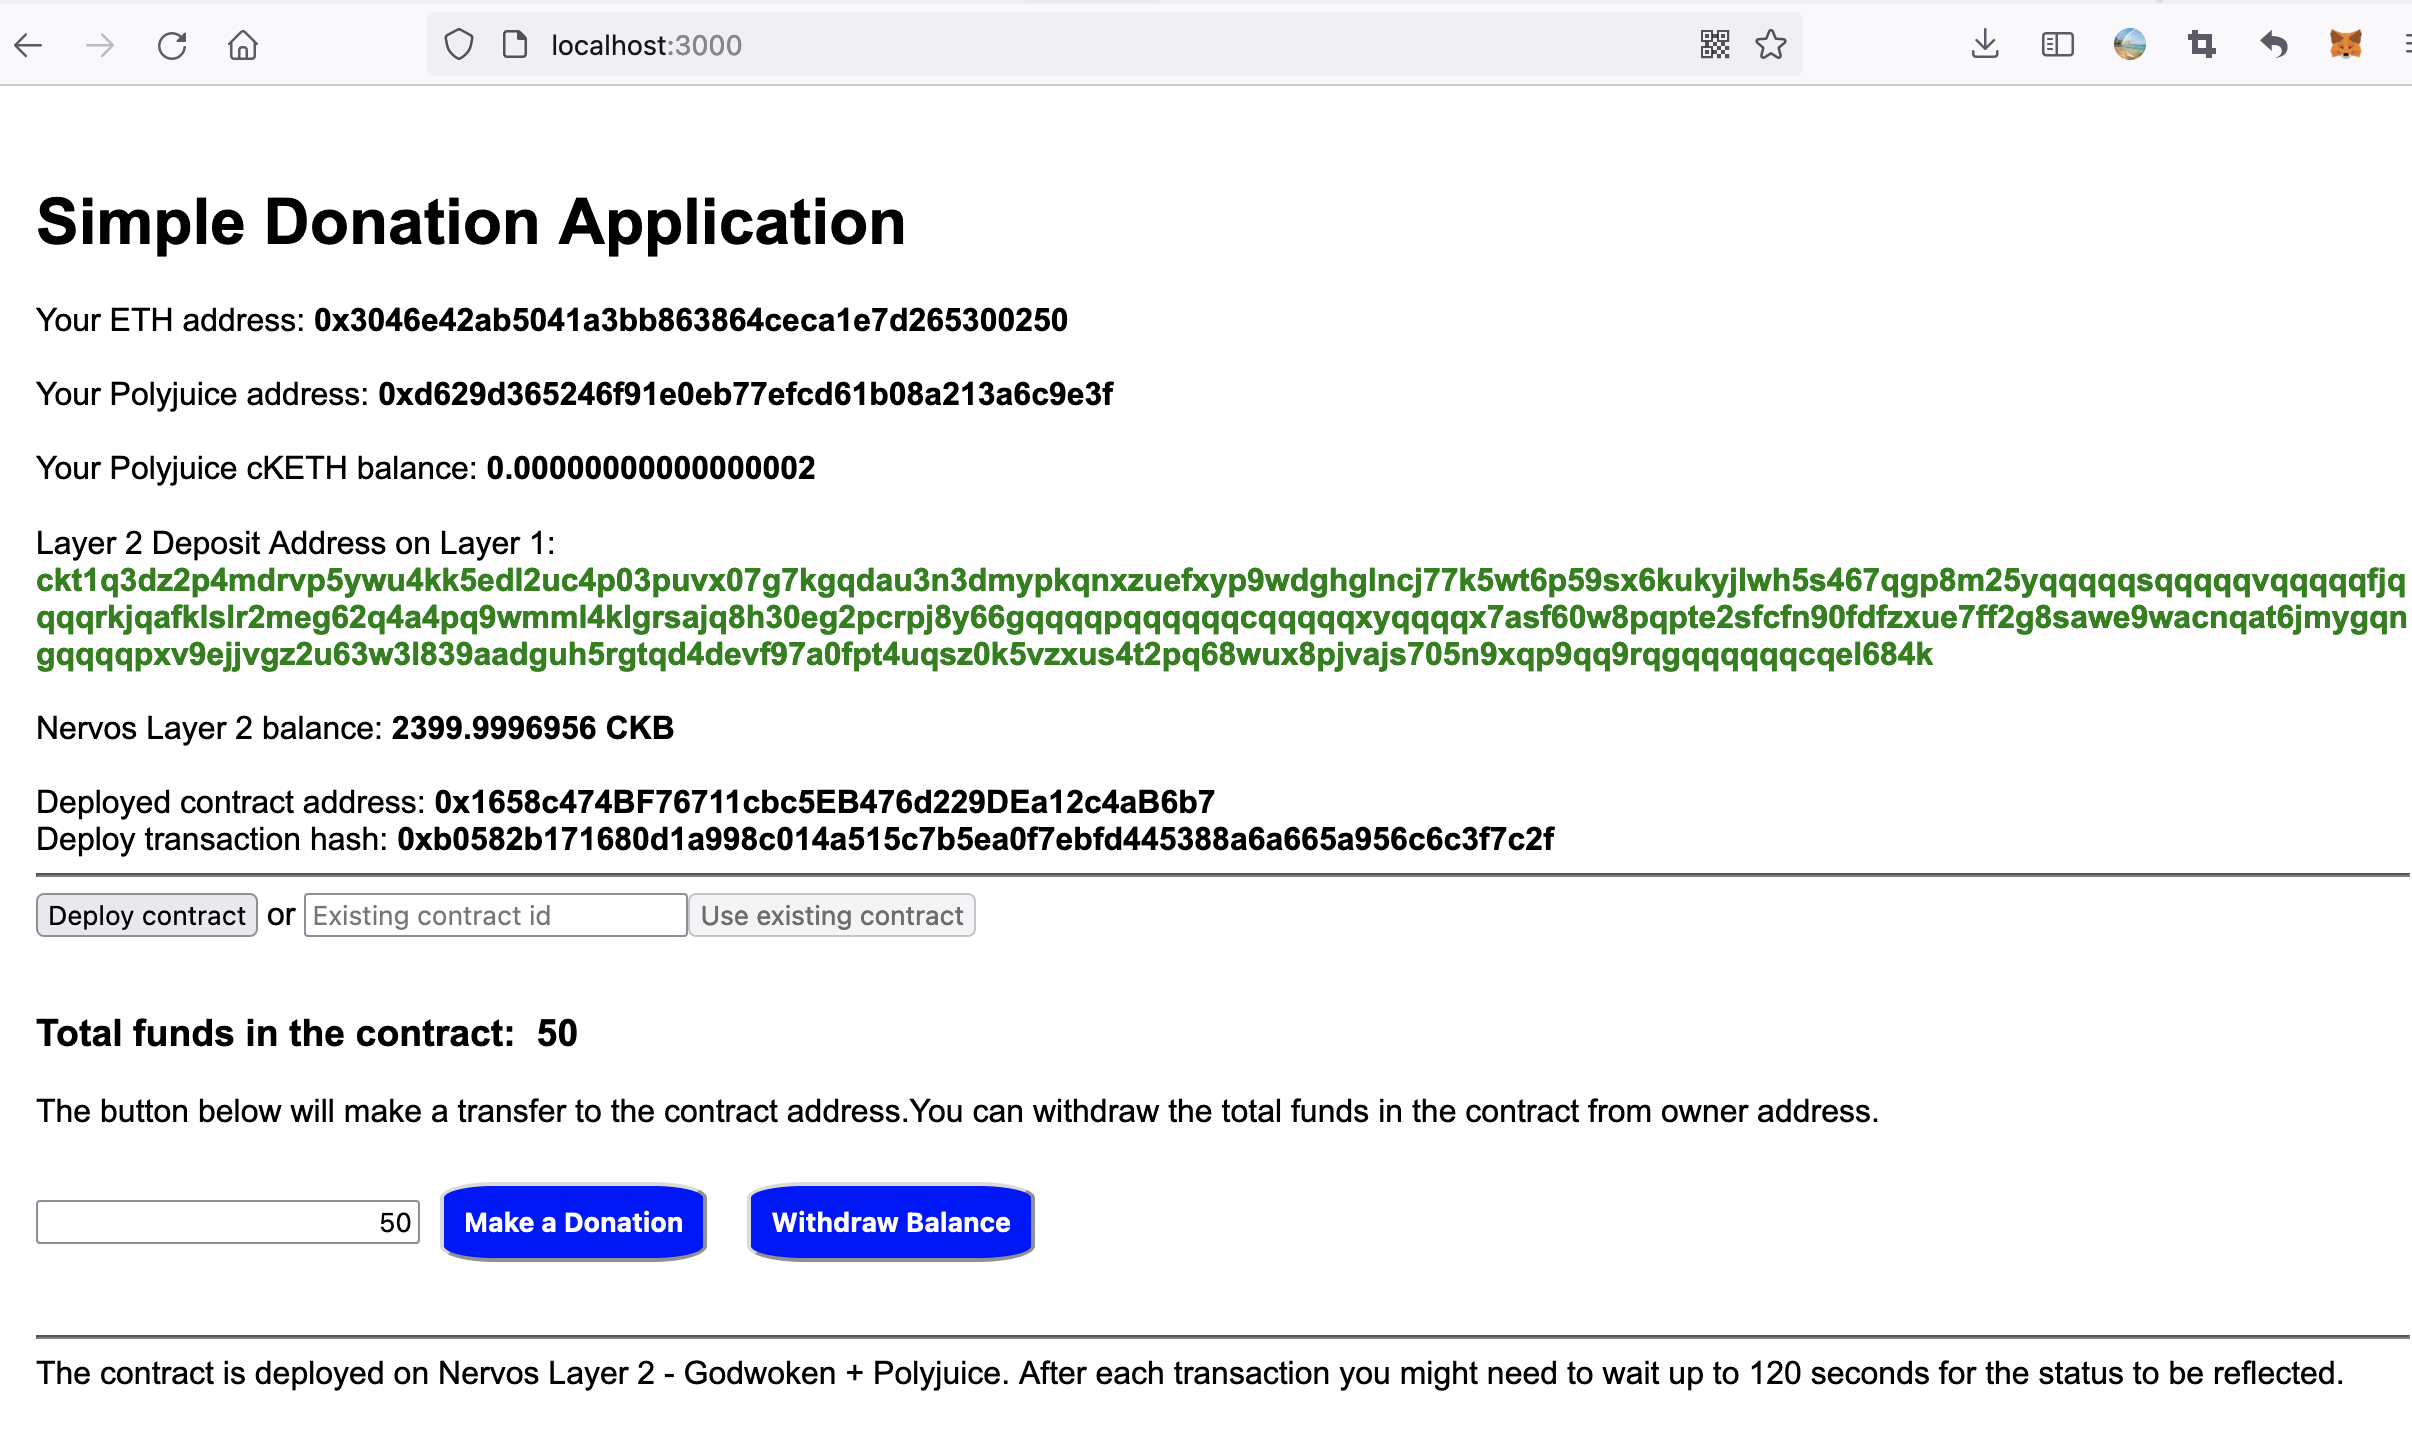 localhost:3000
Simple Donation Application
Your ETH address: 0x3046e42ab5041a3bb863864ceca1e7d265300250
Your Polyjuice address: 0xd629d365246f91e0eb77efcd61b08a213a6c9e3f
Your Polyjuice cKETH balance: 0.00000000000000002
Layer 2 Deposit Address on Layer 1:
ckt1q3dz2p4mdrvp5ywu4kk5edl2uc4p03puvx07g7kgqdau3n3dmypkqnxzuefxyp9wdghglncj77k5wt6p59sx6kukyjlwh5s467qgp8m25yqqqqqsqqqqqvqqqqqfjq
qqqrkjqafklslr2meg62q4a4pq9wmml4klgrsajq8h30eg2pcrpj8y66gqqqqpqqqqqqcqqqqqxyqqqqx7asf60w8pqpte2sfcfn90fdfzxue7ff2g8sawe9wacnqat6jmygqn
gqqqqpxv9ejjvgz2u63w3l839aadguh5rgtqd4devf97a0fpt4uqsz0k5vzxus4t2pq68wux8pjvajs705n9xqp9qq9rqgqqqqqqcqel684k
Nervos Layer 2 balance: 2399.9996956 CKB
Deployed contract address: 0x1658c474BF76711cbc5EB476d229DEa12c4aB6b7
Deploy transaction hash: 0xb0582b171680d1a998c014a515c7b5ea0f7ebfd445388a6a665a956c6c3f7c2f
Deploy contract or Existing contract id Use existing contract
Total funds in the contract: 50
The button below will make a transfer to the contract address.You can withdraw the total funds in the contract from owner address.
50 Make a Donation Withdraw Balance
The contract is deployed on Nervos Layer 2 - Godwoken + Polyjuice. After each transaction you might need to wait up to 120 seconds for the status to be reflected.